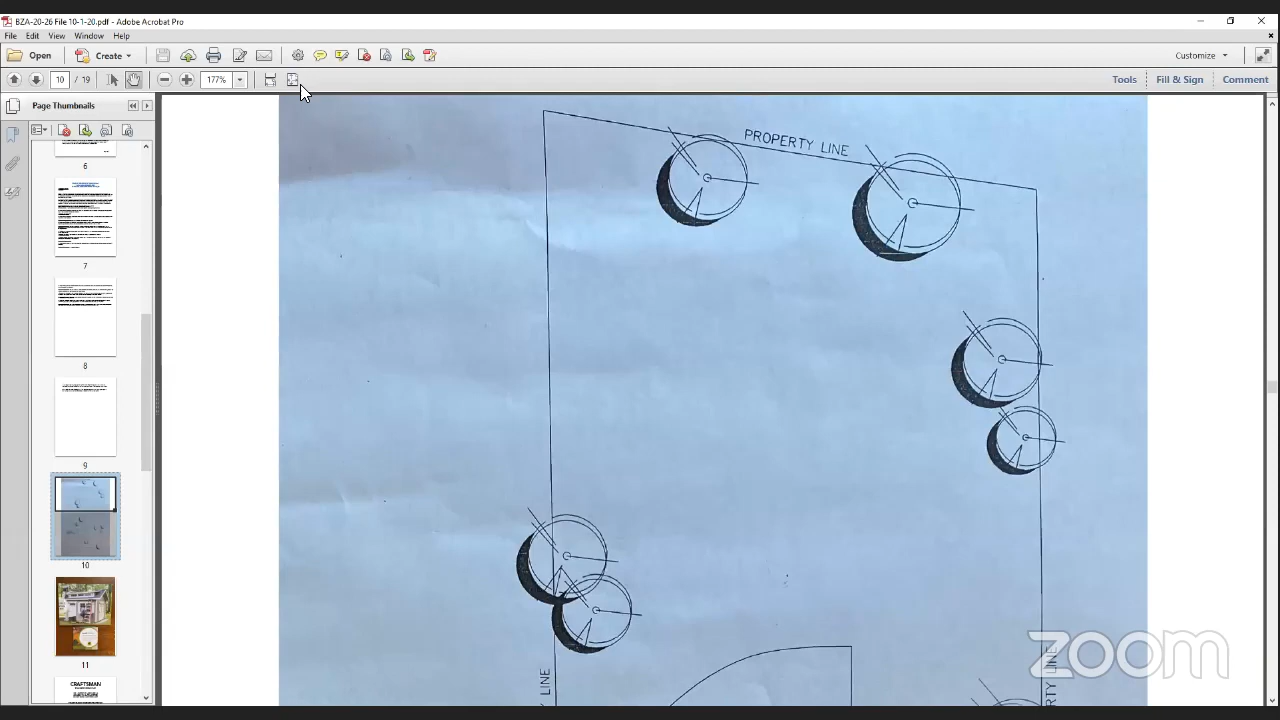 BZA-20-26 File 10-1-20.pdf - Adobe Acrobat Pro
File Edit View Window Help
Open
Create
Customize
10 / 19
177%
Tools
Fill & Sign
Comment
Page Thumbnails
6
7
8
9
10
11
CRAFTSMAN
PROPERTY LINE
LINE
RTY LINE
zoom